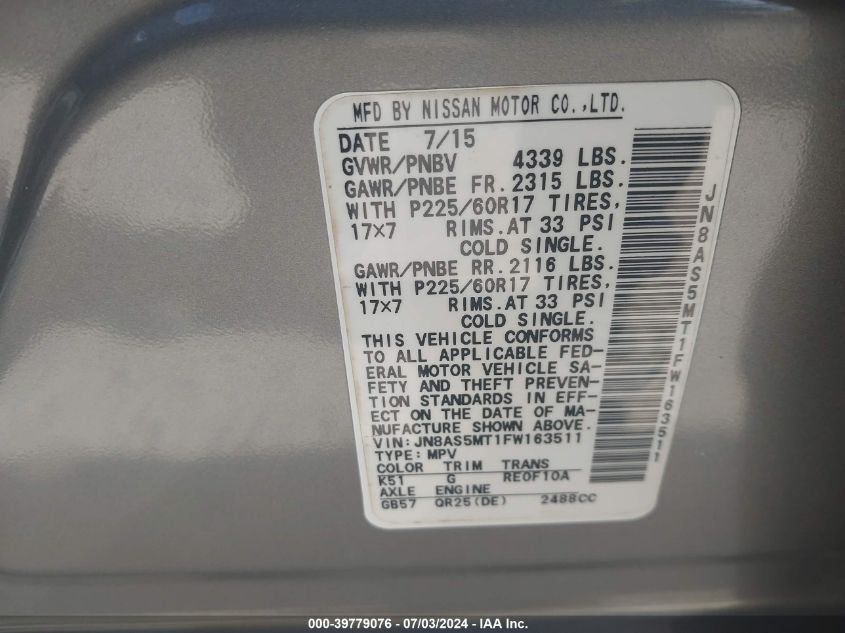 MFD BY NISSAN MOTOR CO.,LTD.
DATE 7/15
GVWR/PNBV 4339 LBS.
GAWR/PNBE FR. 2315 LBS.
WITH P225/60R17 TIRES,
17×7 RIMS.AT 33 PSI
COLD SINGLE.
GAWR/PNBE RR. 2116 LBS.
WITH P225/60R17 TIRES,
17×7 RIMS.AT 33 PSI
COLD SINGLE.
THIS VEHICLE CONFORMS
TO ALL APPLICABLE FED-
ERAL MOTOR VEHICLE SA-
FETY AND THEFT PREVEN-
TION STANDARDS IN EFF-
ECT ON THE DATE OF MA-
NUFACTURE SHOWN ABOVE.
VIN: JN8AS5MT1FW163511
TYPE: MPV
COLOR TRIM TRANS
K51 G RE0F10A
AXLE ENGINE
GB57 QR25(DE) 2488CC
JN8AS5MT1FW163511
000-39779076 / 07/03/2024 - IAA Inc.